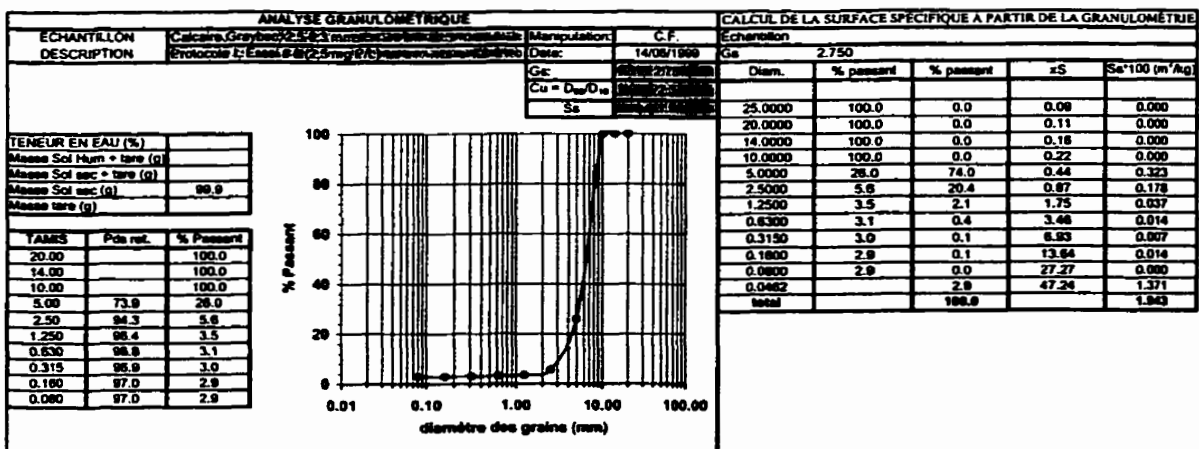 ANALYSE GRANULOMÉTRIQUE
ECHANTILLON Calcaire Graybec Manipulation: C.F.
DESCRIPTION Protocole Essai Date: 14/06/1999
Gs:
Cu = D60/D10
Ss
TENEUR EN EAU (%)
Masse Sol Hum + tare (g)
Masse Sol sec + tare (g)
Masse Sol sec (g) 99.9
Masse tare (g)
TAMIS Pds ret. % Passant
20.00 100.0
14.00 100.0
10.00 100.0
5.00 73.9 26.0
2.50 94.3 5.6
1.250 96.4 3.5
0.630 96.8 3.1
0.315 96.9 3.0
0.160 97.0 2.9
0.080 97.0 2.9
% Passant
100
80
60
40
20
0
0.01 0.10 1.00 10.00 100.00
diamétre des grains (mm)
CALCUL DE LA SURFACE SPÉCIFIQUE À PARTIR DE LA GRANULOMÉTRIE
Echantillon
Gs 2.750
Diam. % passant % passant xS Ss*100 (m²/kg)
25.0000 100.0 0.0 0.09 0.000
20.0000 100.0 0.0 0.11 0.000
14.0000 100.0 0.0 0.16 0.000
10.0000 100.0 0.0 0.22 0.000
5.0000 26.0 74.0 0.44 0.323
2.5000 5.6 20.4 0.87 0.178
1.2500 3.5 2.1 1.75 0.037
0.6300 3.1 0.4 3.46 0.014
0.3150 3.0 0.1 6.93 0.007
0.1600 2.9 0.1 13.64 0.014
0.0800 2.9 0.0 27.27 0.000
0.0462 2.9 47.24 1.371
total 100.0 1.943